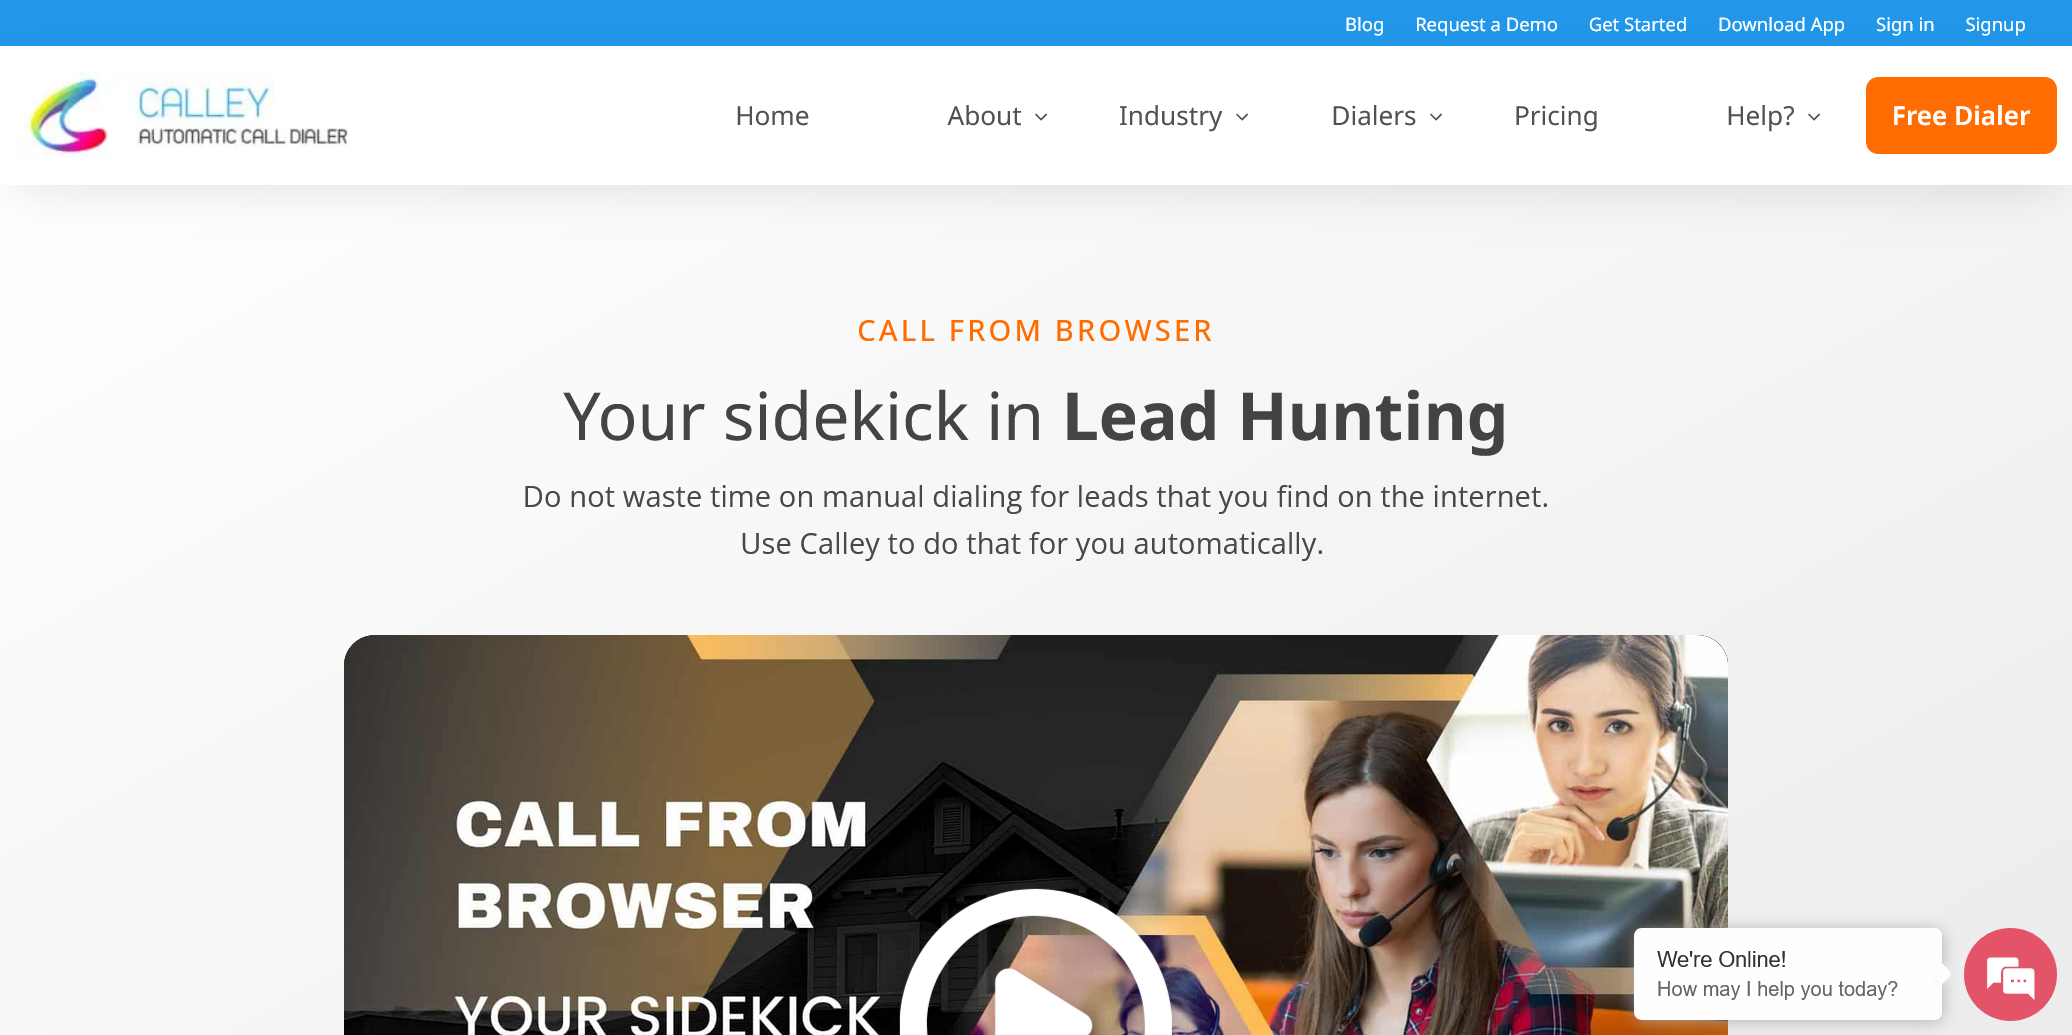 Blog Request a Demo Get Started Download App Sign in Signup
CALLEY
AUTOMATIC CALL DIALER
Home About Industry Dialers Pricing Help? Free Dialer
CALL FROM BROWSER
Your sidekick in Lead Hunting
Do not waste time on manual dialing for leads that you find on the internet.
Use Calley to do that for you automatically.
CALL FROM
BROWSER
YOUR SIDEKICK
We're Online!
How may I help you today?